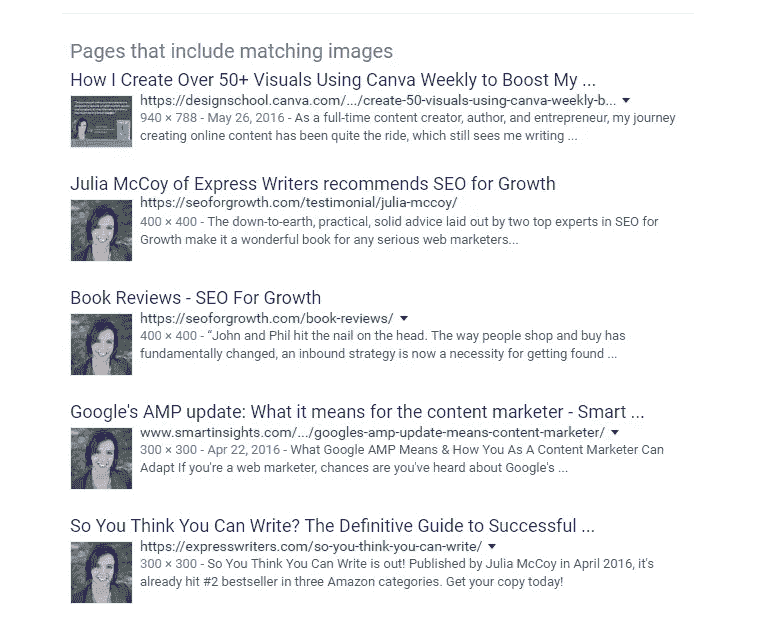 Pages that include matching images
How I Create Over 50+ Visuals Using Canva Weekly to Boost My ...
https://designschool.canva.com/.../create-50-visuals-using-canva-weekly-b...
940 × 788 - May 26, 2016 - As a full-time content creator, author, and entrepreneur, my journey
creating online content has been quite the ride, which still sees me writing ...
Julia McCoy of Express Writers recommends SEO for Growth
https://seoforgrowth.com/testimonial/julia-mccoy/
400 × 400 - The down-to-earth, practical, solid advice laid out by two top experts in SEO for
Growth make it a wonderful book for any serious web marketers...
Book Reviews - SEO For Growth
https://seoforgrowth.com/book-reviews/
400 × 400 - “John and Phil hit the nail on the head. The way people shop and buy has
fundamentally changed, an inbound strategy is now a necessity for getting found ...
Google's AMP update: What it means for the content marketer - Smart ...
www.smartinsights.com/.../googles-amp-update-means-content-marketer/
300 × 300 - Apr 22, 2016 - What Google AMP Means & How You As A Content Marketer Can
Adapt If you're a web marketer, chances are you've heard about Google's ...
So You Think You Can Write? The Definitive Guide to Successful ...
https://expresswriters.com/so-you-think-you-can-write/
300 × 300 - So You Think You Can Write is out! Published by Julia McCoy in April 2016, it's
already hit #2 bestseller in three Amazon categories. Get your copy today!